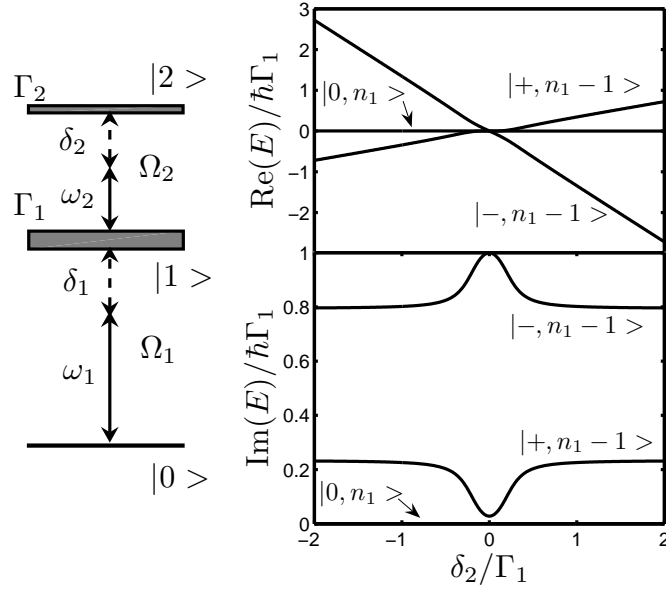 |2 >
Γ₂
δ₂
Ω₂
ω₂
Γ₁
|1 >
δ₁
Ω₁
ω₁
|0 >
Re(E)/ℏΓ₁
3
2
1
0
−1
−2
|0, n₁ >
|+, n₁ − 1 >
|−, n₁ − 1 >
Im(E)/ℏΓ₁
1
0.8
0.6
0.4
0.2
0
|−, n₁ − 1 >
|+, n₁ − 1 >
|0, n₁ >
−2
−1
0
1
2
δ₂/Γ₁